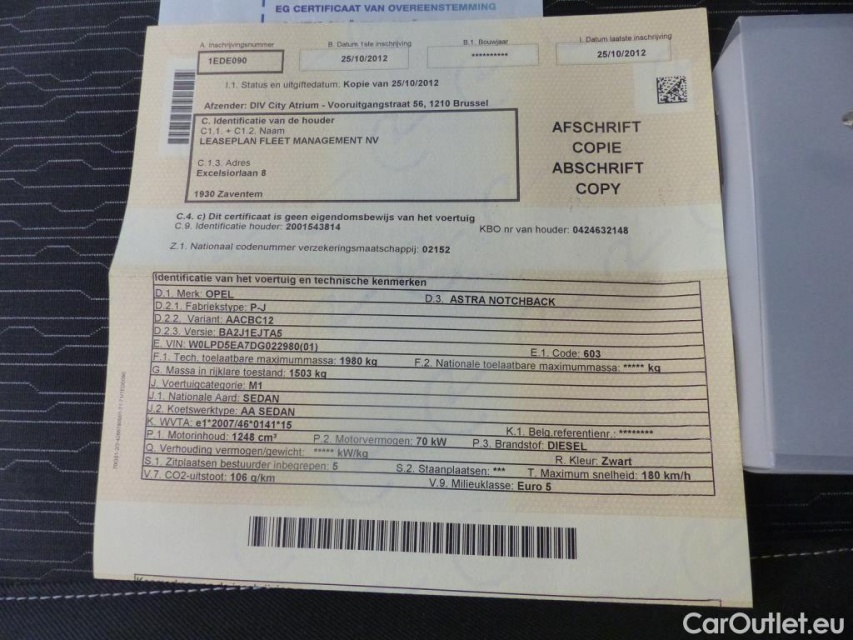 EG CERTIFICAAT VAN OVEREENSTEMMING
A. Inschrijvingsnummer
1EDE090
B. Datum 1ste inschrijving
25/10/2012
B.1. Bouwjaar
**********
I. Datum laatste inschrijving
25/10/2012
I.1. Status en uitgiftedatum: Kopie van 25/10/2012
Afzender: DIV City Atrium - Vooruitgangstraat 56, 1210 Brussel
C. Identificatie van de houder
C1.1. + C1.2. Naam
LEASEPLAN FLEET MANAGEMENT NV
C.1.3. Adres
Excelsiorlaan 8
1930 Zaventem
AFSCHRIFT
COPIE
ABSCHRIFT
COPY
C.4. c) Dit certificaat is geen eigendomsbewijs van het voertuig
C.9. Identificatie houder: 2001543814 KBO nr van houder: 0424632148
Z.1. Nationaal codenummer verzekeringsmaatschappij: 02152
Identificatie van het voertuig en technische kenmerken
D.1. Merk: OPEL D.3. ASTRA NOTCHBACK
D.2.1. Fabriekstype: P-J
D.2.2. Variant: AACBC12
D.2.3. Versie: BA2J1EJTA5
E. VIN: W0LPD5EA7DG022980(01) E.1. Code: 603
F.1. Tech. toelaatbare maximummassa: 1980 kg F.2. Nationale toelaatbare maximummassa: ***** kg
G. Massa in rijklare toestand: 1503 kg
J. Voertuigcategorie: M1
J.1. Nationale Aard: SEDAN
J.2. Koetswerktype: AA SEDAN
K. WVTA: e1*2007/46*0141*15 K.1. Belg.referentienr.: ********
P.1. Motorinhoud: 1248 cm³ P.2. Motorvermogen: 70 kW P.3. Brandstof: DIESEL
Q. Verhouding vermogen/gewicht: ***** kW/kg R. Kleur: Zwart
S.1. Zitplaatsen bestuurder inbegrepen: 5 S.2. Staanplaatsen: *** T. Maximum snelheid: 180 km/h
V.7. CO2-uitstoot: 106 g/km V.9. Milieuklasse: Euro 5
CarOutlet.eu